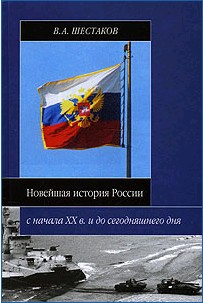 В.А. ШЕСТАКОВ
Новейшая история России
с начала XX в. и до сегодняшнего дня